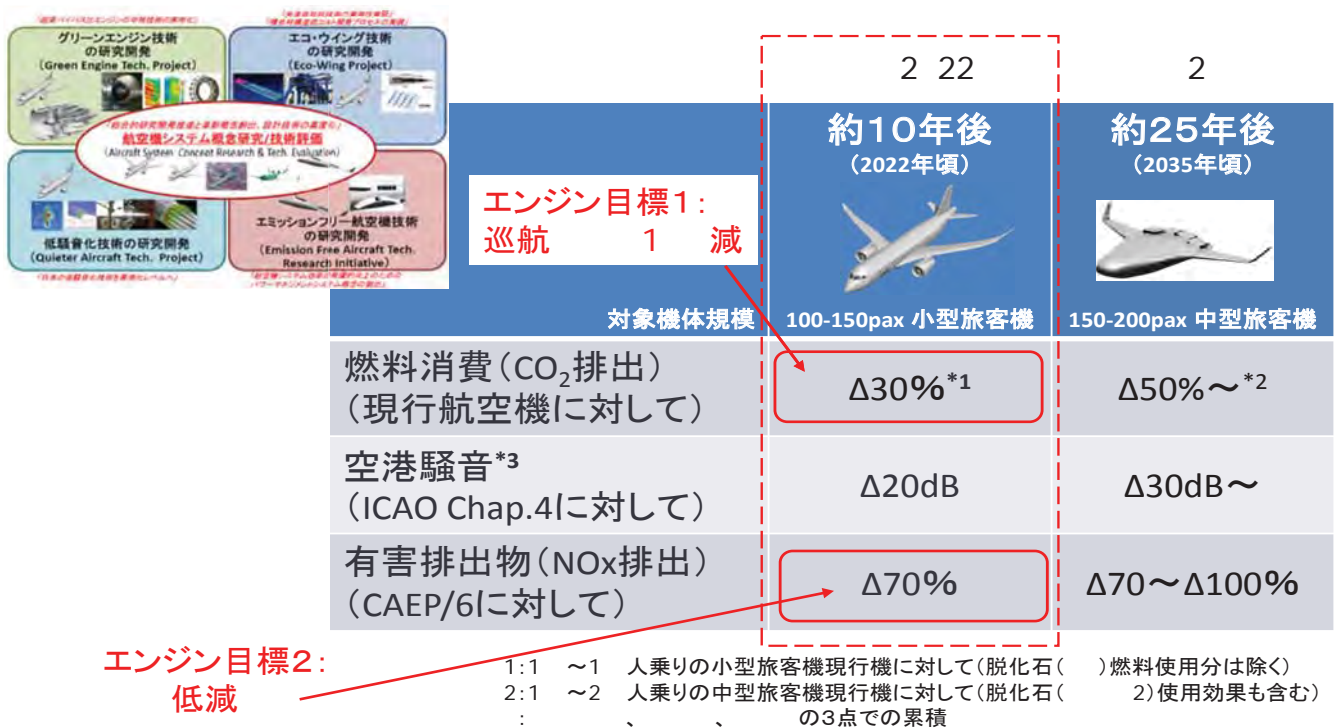 グリーンエンジン技術
の研究開発
(Green Engine Tech. Project)
エコ・ウイング技術
の研究開発
(Eco-Wing Project)
航空機システム概念研究/技術評価
(Aircraft System Concept Research & Tech. Evaluation)
低騒音化技術の研究開発
(Quieter Aircraft Tech. Project)
エミッションフリー航空機技術
の研究開発
(Emission Free Aircraft Tech.
Research Initiative)
2 22 2
約10年後 約25年後
(2022年頃) (2035年頃)
エンジン目標1:
巡航 1 減
対象機体規模 100-150pax 小型旅客機 150-200pax 中型旅客機
燃料消費(CO₂排出)
(現行航空機に対して) Δ30%*1 Δ50%～*2
空港騒音*3
(ICAO Chap.4に対して) Δ20dB Δ30dB～
有害排出物(NOx排出)
(CAEP/6に対して) Δ70% Δ70～Δ100%
エンジン目標2:
低減
1:1 ～1 人乗りの小型旅客機現行機に対して(脱化石( )燃料使用分は除く)
2:1 ～2 人乗りの中型旅客機現行機に対して(脱化石( 2)使用効果も含む)
: 、 、 の3点での累積